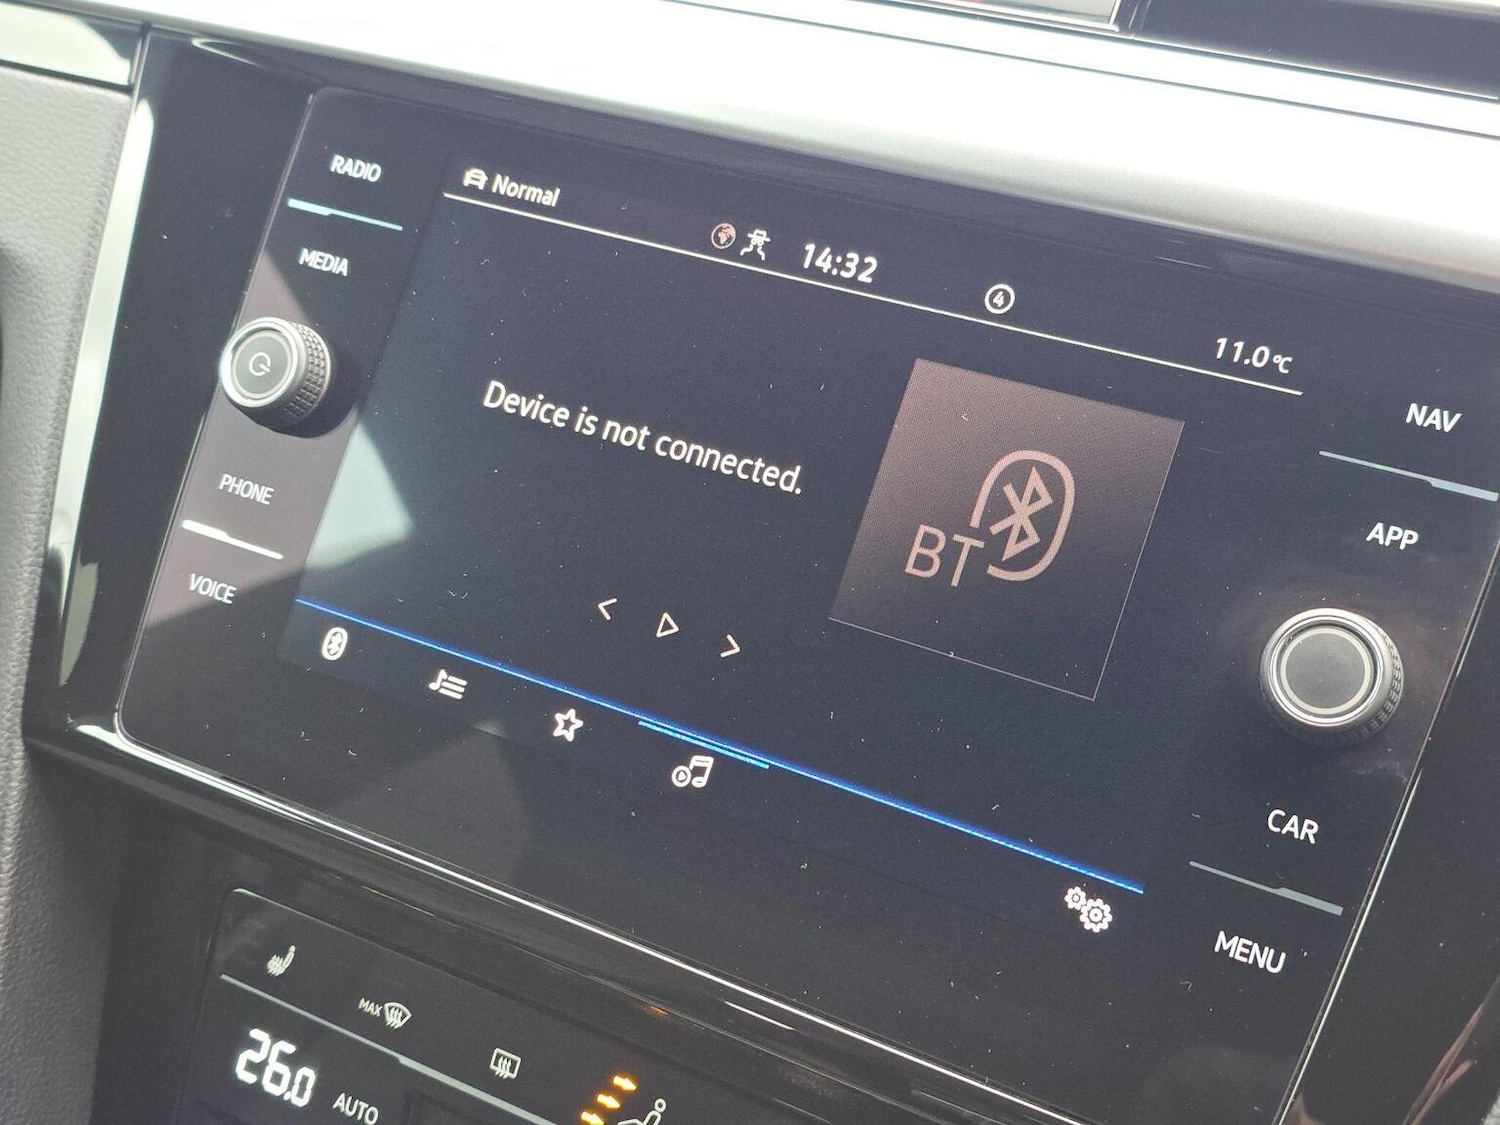 RADIO
MEDIA
PHONE
VOICE
Normal
14:32
4
11.0°C
Device is not connected.
BT
NAV
APP
CAR
MENU
MAX
26.0
AUTO